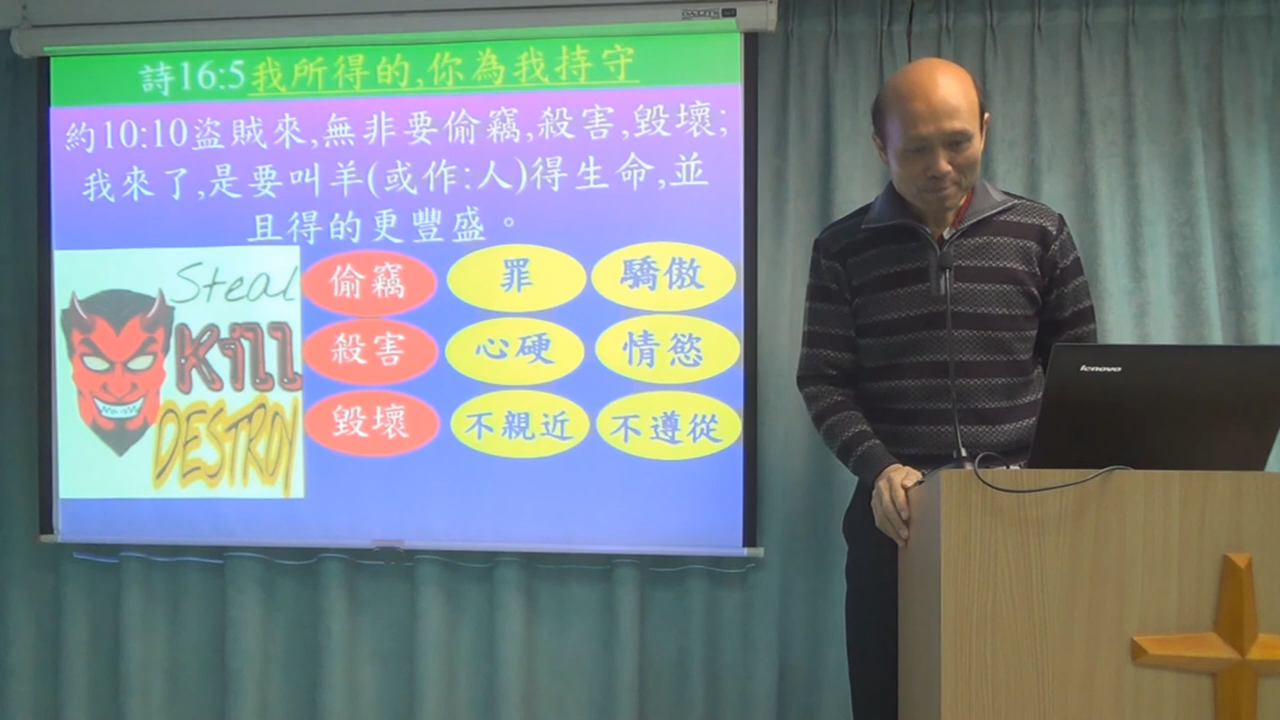 詩16:5我所得的,你為我持守
約10:10盜賊來,無非要偷竊,殺害,毀壞;
我來了,是要叫羊(或作:人)得生命,並
且得的更豐盛。
Steal
Kill
DESTROY
偷竊 罪 驕傲
殺害 心硬 情慾
毀壞 不親近 不遵從
lenovo